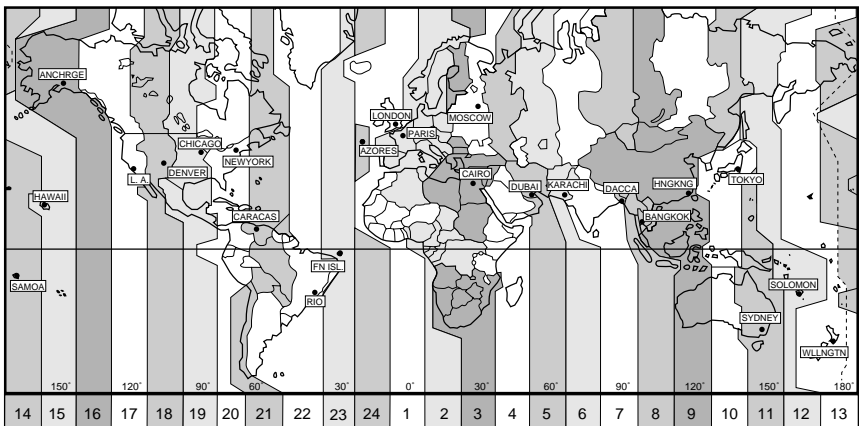 ANCHRGE
LONDON
MOSCOW
PARIS
CHICAGO
NEWYORK
AZORES
L. A.
DENVER
CAIRO
DUBAI
KARACHI
DACCA
HNGKNG
TOKYO
HAWAII
CARACAS
BANGKOK
FN ISL.
SAMOA
RIO
SOLOMON
SYDNEY
WLLNGTN
150° 120° 90° 60° 30° 0° 30° 60° 90° 120° 150° 180°
14 15 16 17 18 19 20 21 22 23 24 1 2 3 4 5 6 7 8 9 10 11 12 13